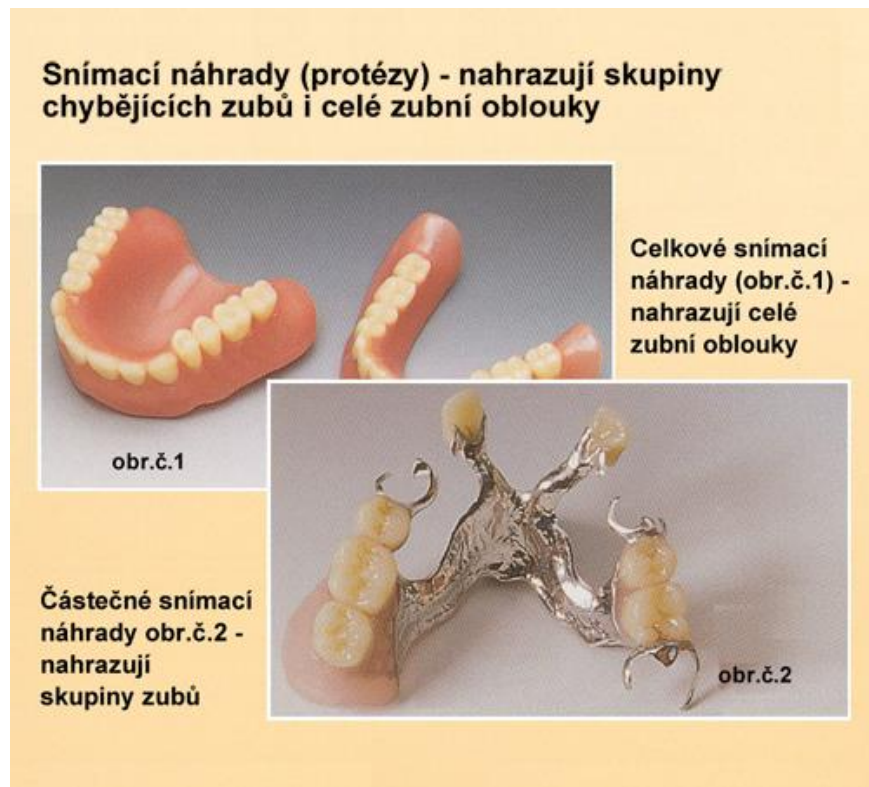 Snímací náhrady (protézy) - nahrazují skupiny
chybějících zubů i celé zubní oblouky
Celkové snímací
náhrady (obr.č.1) -
nahrazují celé
zubní oblouky
obr.č.1
Částečné snímací
náhrady obr.č.2 -
nahrazují
skupiny zubů
obr.č.2